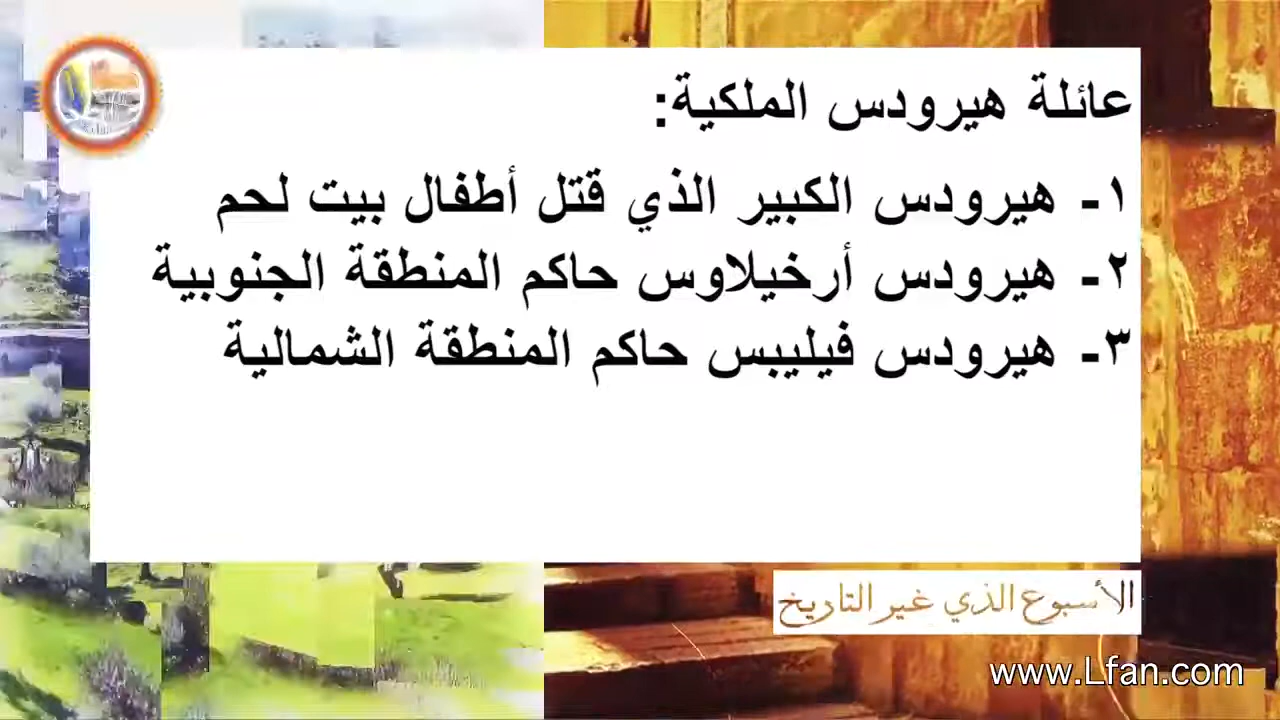 عائلة هيرودس الملكية:
١- هيرودس الكبير الذي قتل أطفال بيت لحم
٢- هيرودس أرخيلاوس حاكم المنطقة الجنوبية
٣- هيرودس فيليبس حاكم المنطقة الشمالية
الأسبوع الذي غير التاريخ
www.Lfan.com